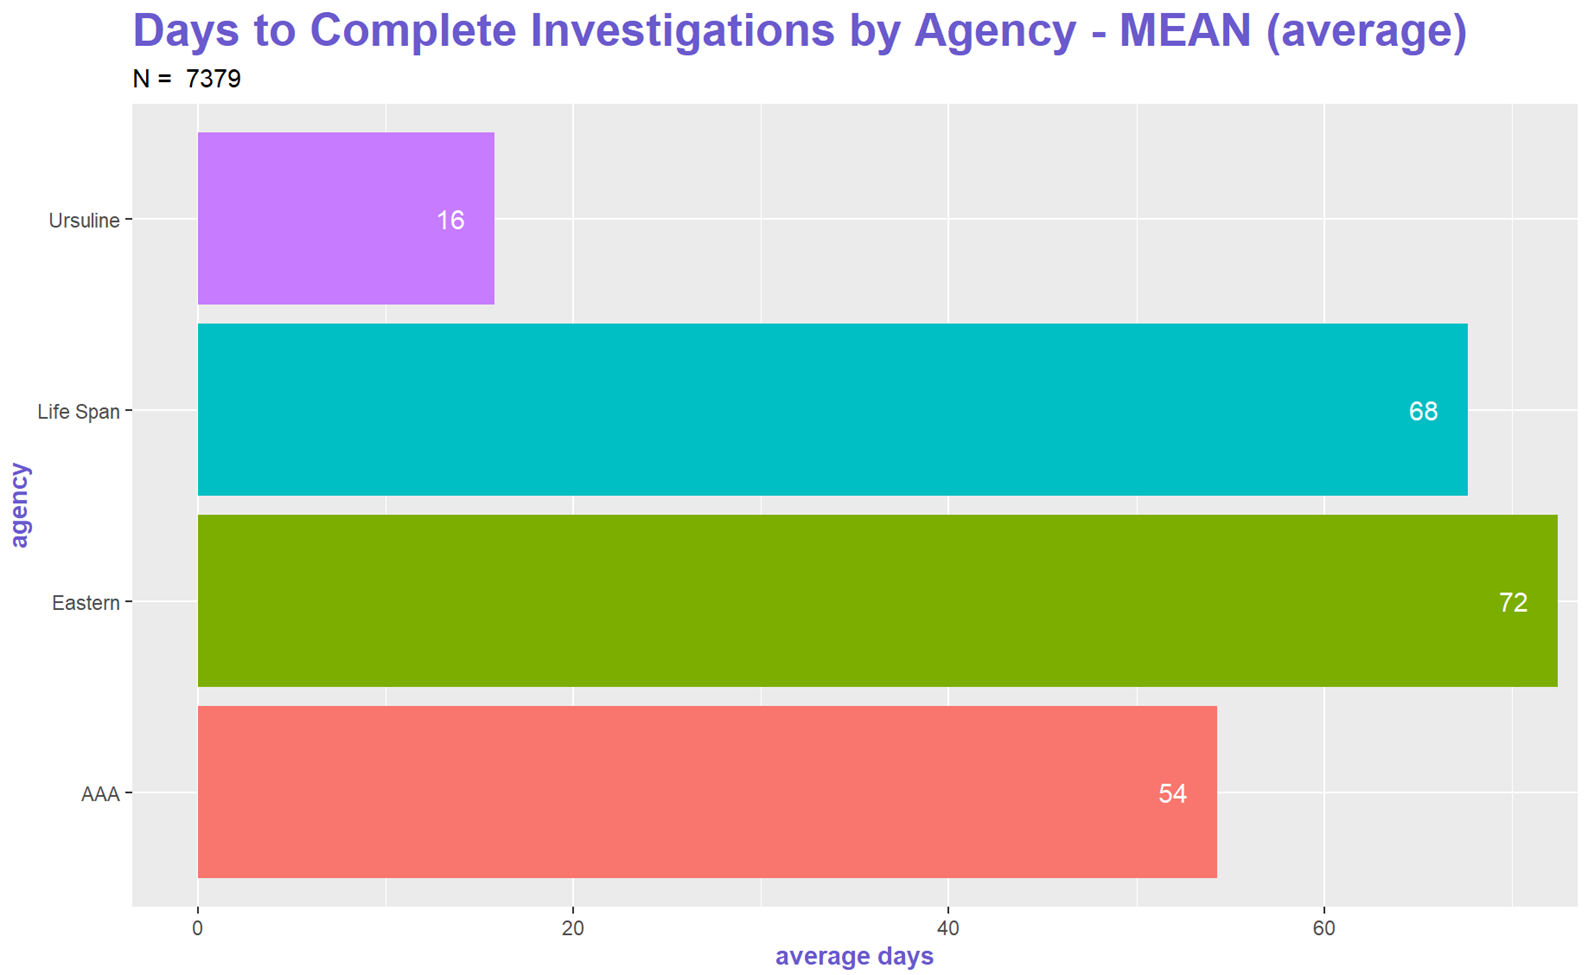 Days to Complete Investigations by Agency - MEAN (average)
N =  7379
agency
Ursuline
16
Life Span
68
Eastern
72
AAA
54
0 20 40 60
average days